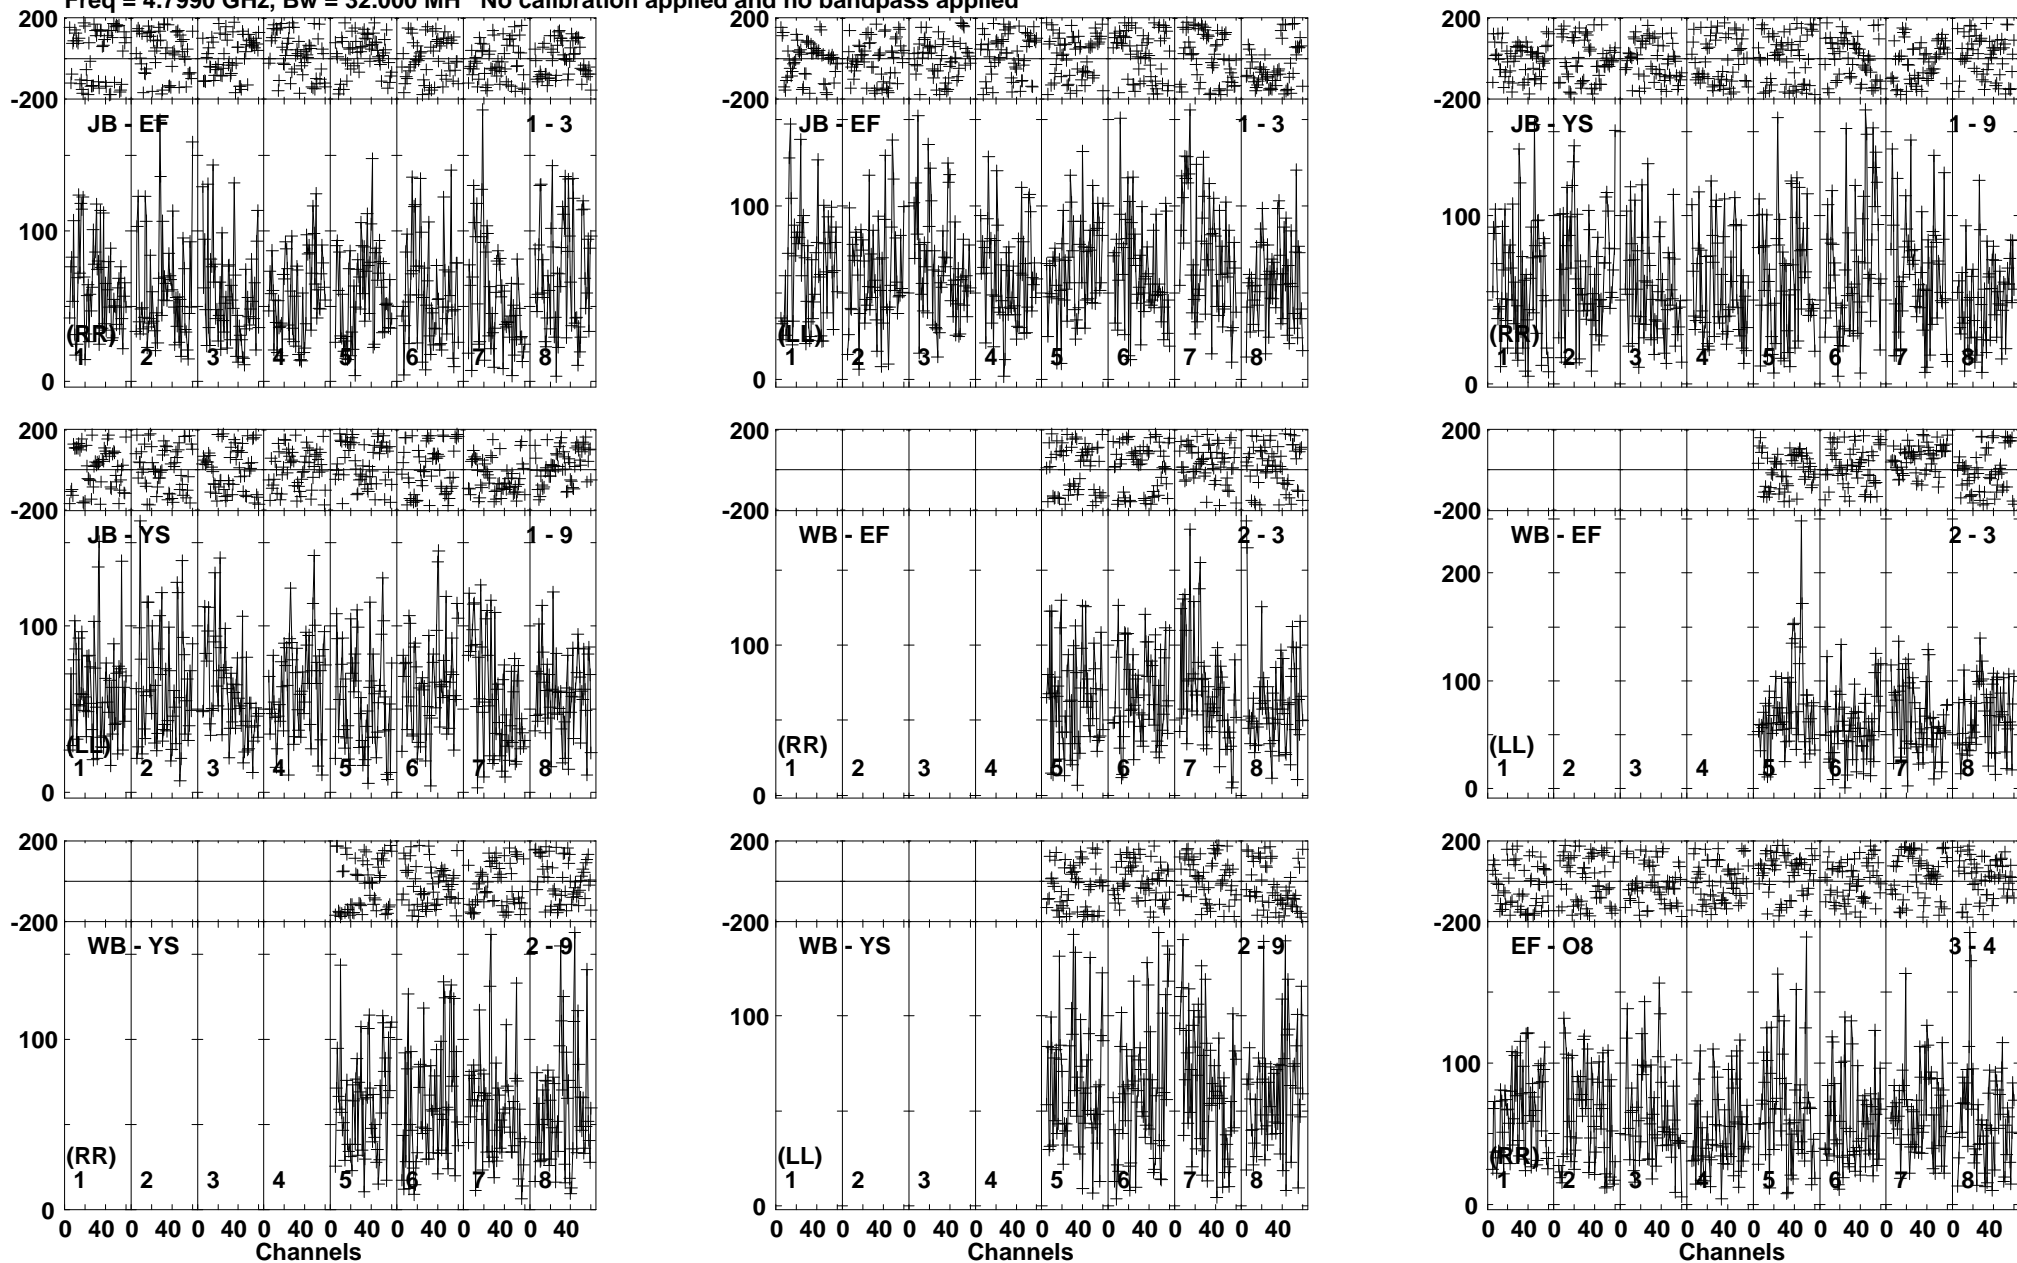 Freq = 4.7990 GHz, Bw = 32.000 MH No calibration applied and no bandpass applied
200 200 200
-200 -200 -200
JB - EF 1 - 3 JB - EF 1 - 3 JB - YS 1 - 9
100 100 100
(RR) (LL) (RR)
1 2 3 4 5 6 7 8 1 2 3 4 5 6 7 8 1 2 3 4 5 6 7 8
0 0 0
200 200 200
-200 -200 -200
JB - YS 1 - 9 WB - EF 2 - 3 WB - EF 2 - 3
200
100 100 100
(LL) (RR) (LL)
1 2 3 4 5 6 7 8 1 2 3 4 5 6 7 8 1 2 3 4 5 6 7 8
0 0 0
200 200 200
-200 -200 -200
WB - YS 2 - 9 WB - YS 2 - 9 EF - O8 3 - 4
100 100 100
(RR) (LL) (RR)
1 2 3 4 5 6 7 8 1 2 3 4 5 6 7 8 1 2 3 4 5 6 7 8
0 0 0
0 40 0 40 0 40 0 40 0 40 0 40 0 40 0 40 0 40 0 40 0 40 0 40 0 40 0 40 0 40 0 40 0 40 0 40 0 40 0 40 0 40 0 40 0 40 0 40
Channels Channels Channels